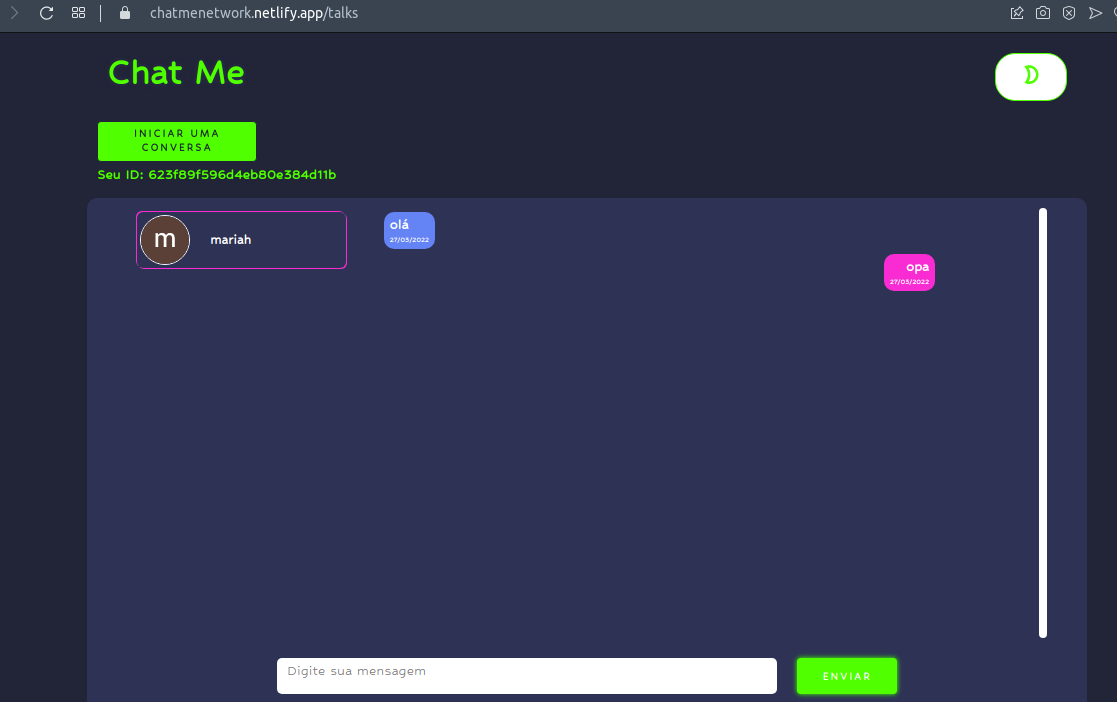 chatmenetwork.netlify.app/talks
Chat Me
INICIAR UMA
CONVERSA
Seu ID: 623f89f596d4eb80e384d11b
m
mariah
olá
27/03/2022
opa
27/03/2022
Digite sua mensagem
ENVIAR